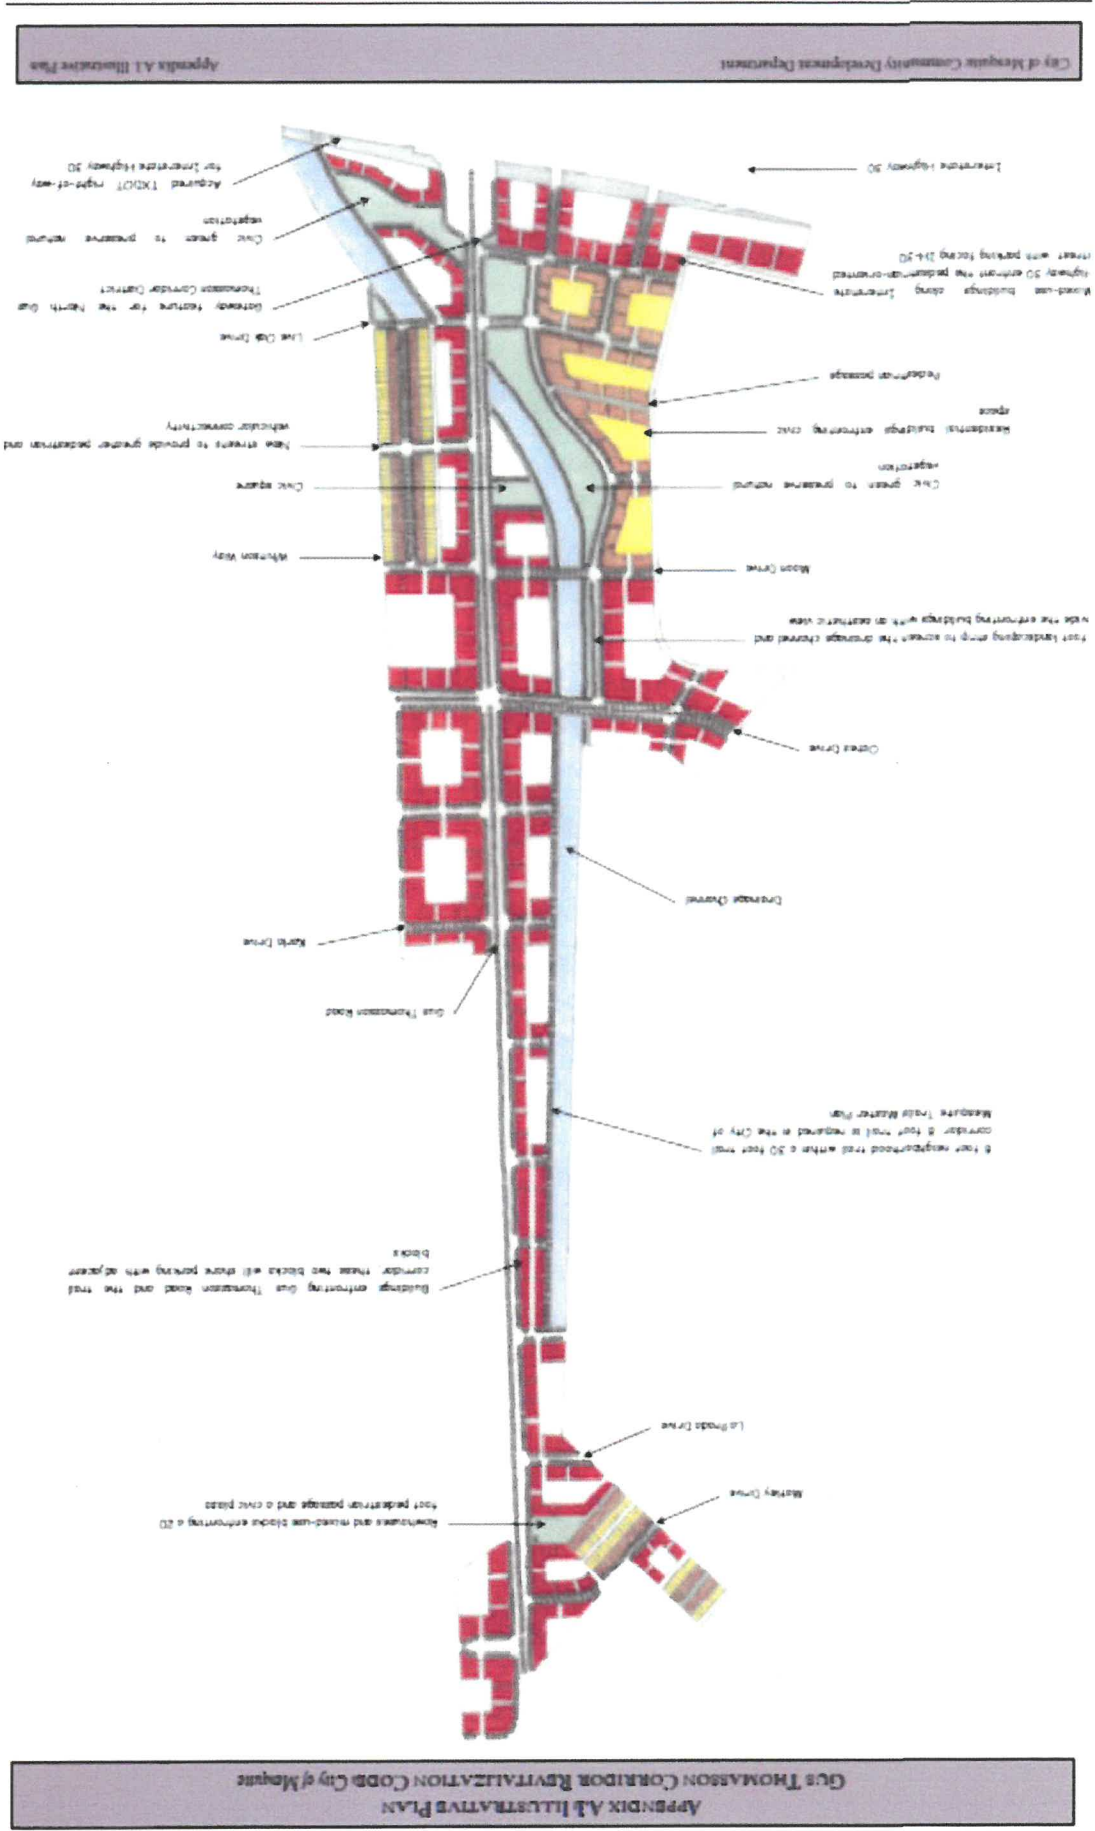 APPENDIX A.1 ILLUSTRATIVE PLAN
GUS THOMASSON CORRIDOR REVITALIZATION CODE: City of Mesquite
Rowhouses and mixed-use blocks enfronting a 20
foot pedestrian passage and a civic plaza
Motley Drive
La Prada Drive
Buildings enfronting Gus Thomasson Road and the trail
corridor these two blocks will share parking with adjacent
blocks
6 foot neighborhood trail within a 30 foot trail
corridor 8 foot trail is required in the City of
Mesquite Trails Master Plan
Gus Thomasson Road
Karla Drive
Drainage Channel
Oates Drive
foot landscaping strip to screen the drainage channel and
wide the enfronting buildings with an aesthetic view
Moon Drive
Whitson Way
Civic green to preserve natural
vegetation
Civic square
Residential buildings enfronting civic
space
New streets to provide greater pedestrian and
vehicular connectivity
Pedestrian passage
Live Oak Drive
Mixed-use buildings along Interstate
Highway 30 enfront the pedestrian-oriented
street with parking facing IH-30
Gateway feature for the North Gus
Thomasson Corridor District
Civic green to preserve natural
vegetation
Interstate Highway 30
Acquired TXDOT right-of-way
for Interstate Highway 30
City of Mesquite Community Development Department
Appendix A.1 Illustrative Plan